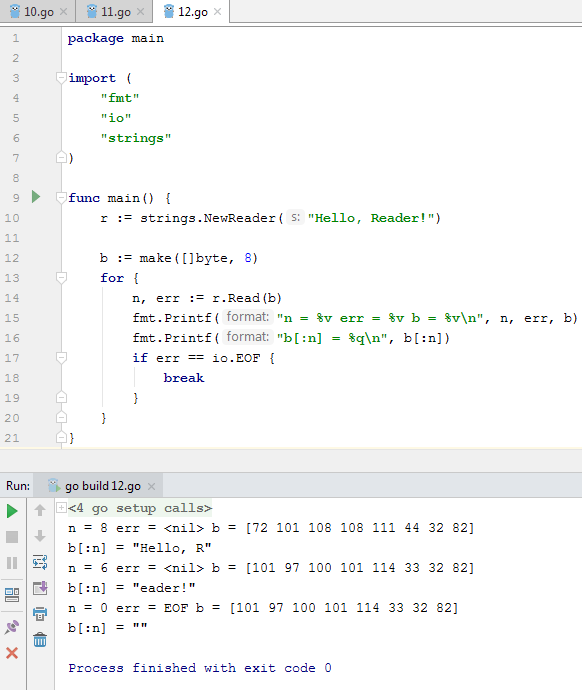 10.go 11.go 12.go
1 package main
2
3 import (
4     "fmt"
5     "io"
6     "strings"
7 )
8
9 func main() {
10     r := strings.NewReader( s: "Hello, Reader!")
11
12     b := make([]byte, 8)
13     for {
14         n, err := r.Read(b)
15         fmt.Printf( format: "n = %v err = %v b = %v\n", n, err, b)
16         fmt.Printf( format: "b[:n] = %q\n", b[:n])
17         if err == io.EOF {
18             break
19         }
20     }
21 }
Run: go build 12.go
<4 go setup calls>
n = 8 err = <nil> b = [72 101 108 108 111 44 32 82]
b[:n] = "Hello, R"
n = 6 err = <nil> b = [101 97 100 101 114 33 32 82]
b[:n] = "eader!"
n = 0 err = EOF b = [101 97 100 101 114 33 32 82]
b[:n] = ""
Process finished with exit code 0